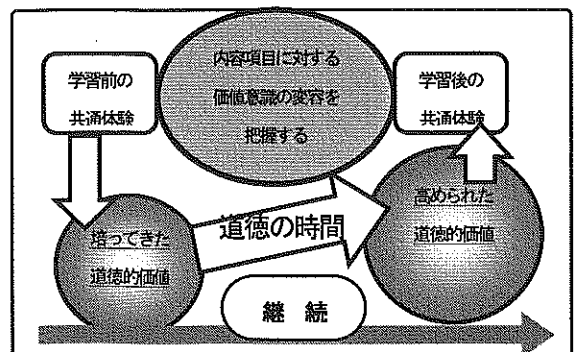 学習前の
共通体験
内容項目に対する
価値意識の変容を
把握する
学習後の
共通体験
培ってきた
道徳的価値
道徳の時間
高められた
道徳的価値
継 続